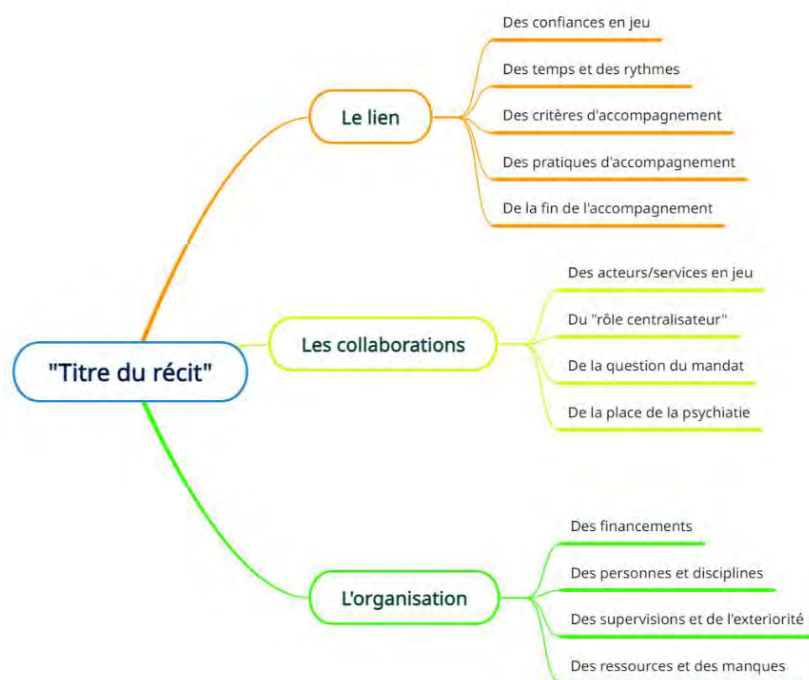 Des confiances en jeu
Des temps et des rythmes
Le lien
Des critères d'accompagnement
Des pratiques d'accompagnement
De la fin de l'accompagnement
Des acteurs/services en jeu
Du "rôle centralisateur"
Les collaborations
De la question du mandat
De la place de la psychiatie
"Titre du récit"
Des financements
Des personnes et disciplines
L'organisation
Des supervisions et de l'exteriorité
Des ressources et des manques